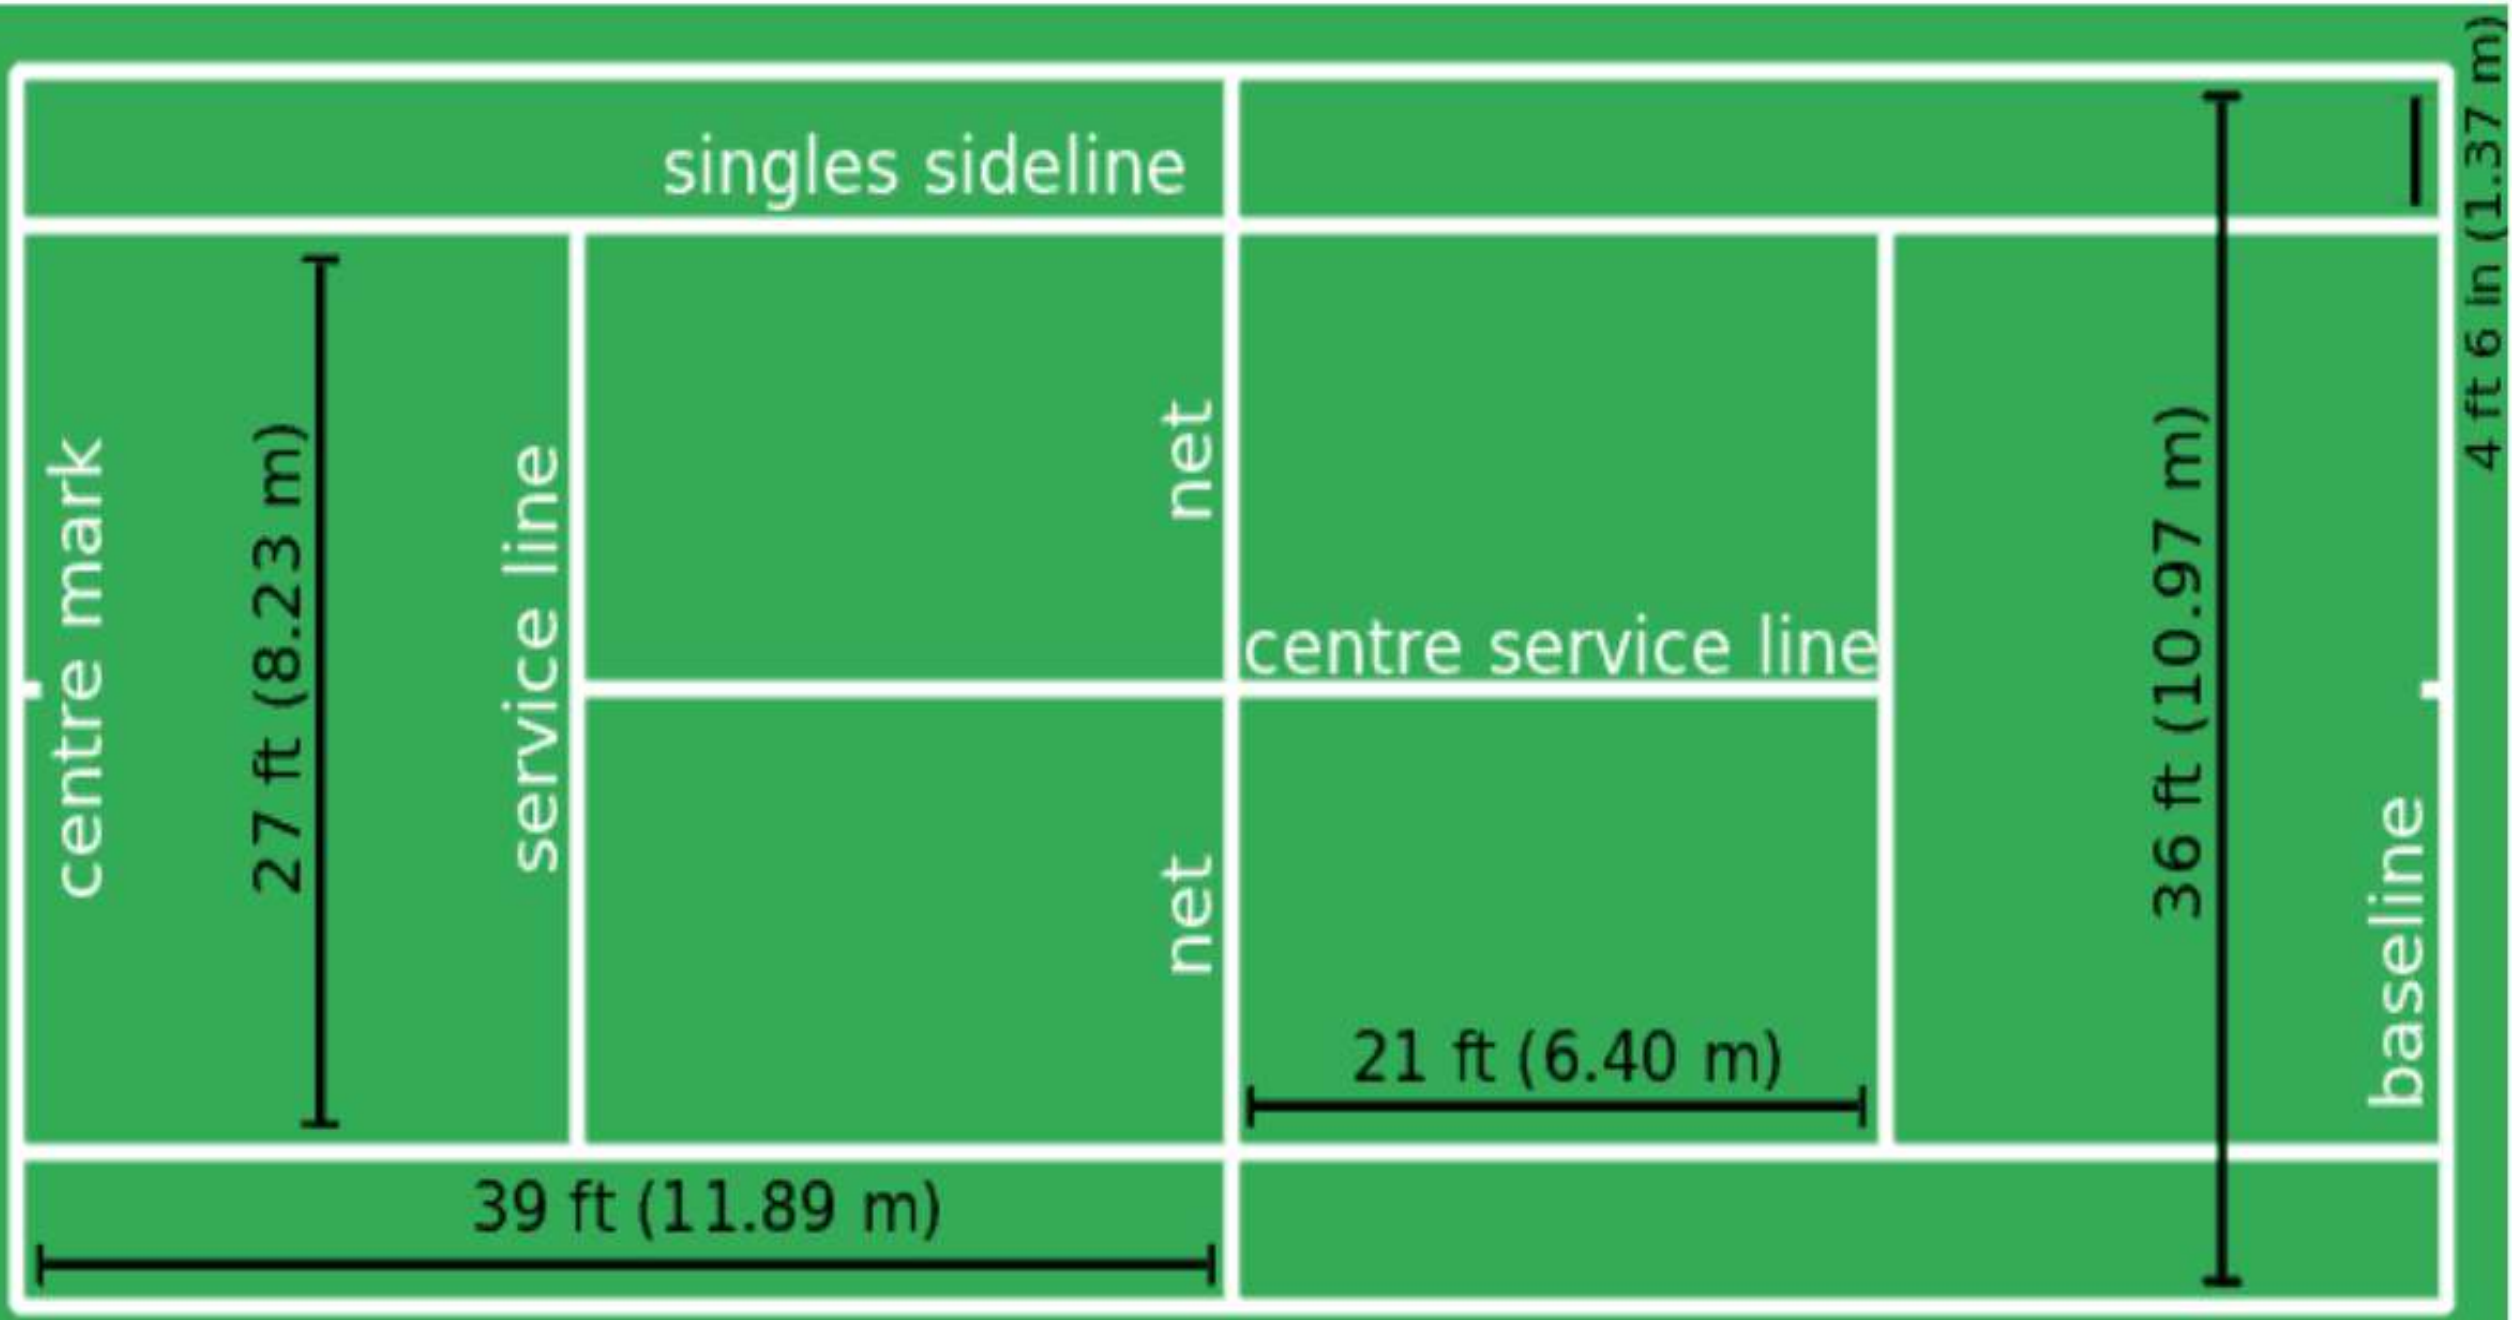 singles sideline
4 ft 6 in (1.37 m)
centre mark
27 ft (8.23 m)
service line
net
centre service line
36 ft (10.97 m)
net
baseline
21 ft (6.40 m)
39 ft (11.89 m)